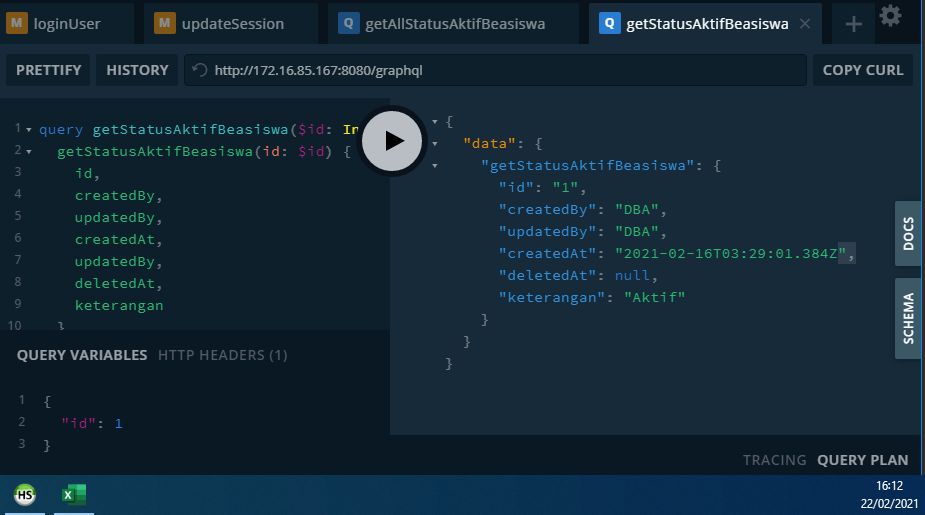 M loginUser
M updateSession
Q getAllStatusAktifBeasiswa
Q getStatusAktifBeasiswa ×
+
PRETTIFY
HISTORY
http://172.16.85.167:8080/graphql
COPY CURL
1 query getStatusAktifBeasiswa($id: In
2 getStatusAktifBeasiswa(id: $id) {
3 id,
4 createdBy,
5 updatedBy,
6 createdAt,
7 updatedBy,
8 deletedAt,
9 keterangan
10 }
QUERY VARIABLES HTTP HEADERS (1)
1 {
2 "id": 1
3 }
{
"data": {
"getStatusAktifBeasiswa": {
"id": "1",
"createdBy": "DBA",
"updatedBy": "DBA",
"createdAt": "2021-02-16T03:29:01.384Z",
"deletedAt": null,
"keterangan": "Aktif"
}
}
}
DOCS
SCHEMA
TRACING QUERY PLAN
HS
X
16:12
22/02/2021